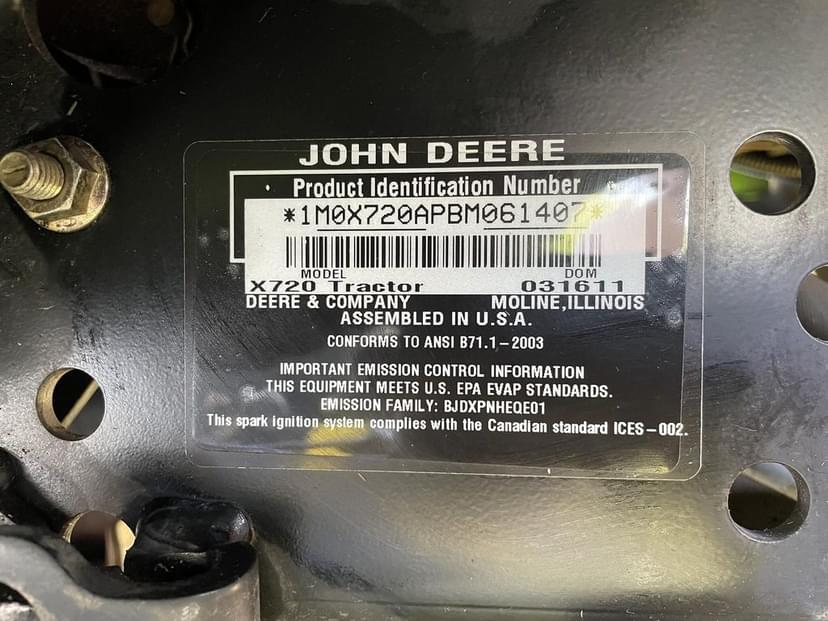 JOHN DEERE
Product Identification Number
*1M0X720APBM061407*
MODEL DOM
X720 Tractor 031611
DEERE & COMPANY MOLINE, ILLINOIS
ASSEMBLED IN U.S.A.
CONFORMS TO ANSI B71.1-2003
IMPORTANT EMISSION CONTROL INFORMATION
THIS EQUIPMENT MEETS U.S. EPA EVAP STANDARDS.
EMISSION FAMILY: BJDXPNHEQE01
This spark ignition system complies with the Canadian standard ICES-002.